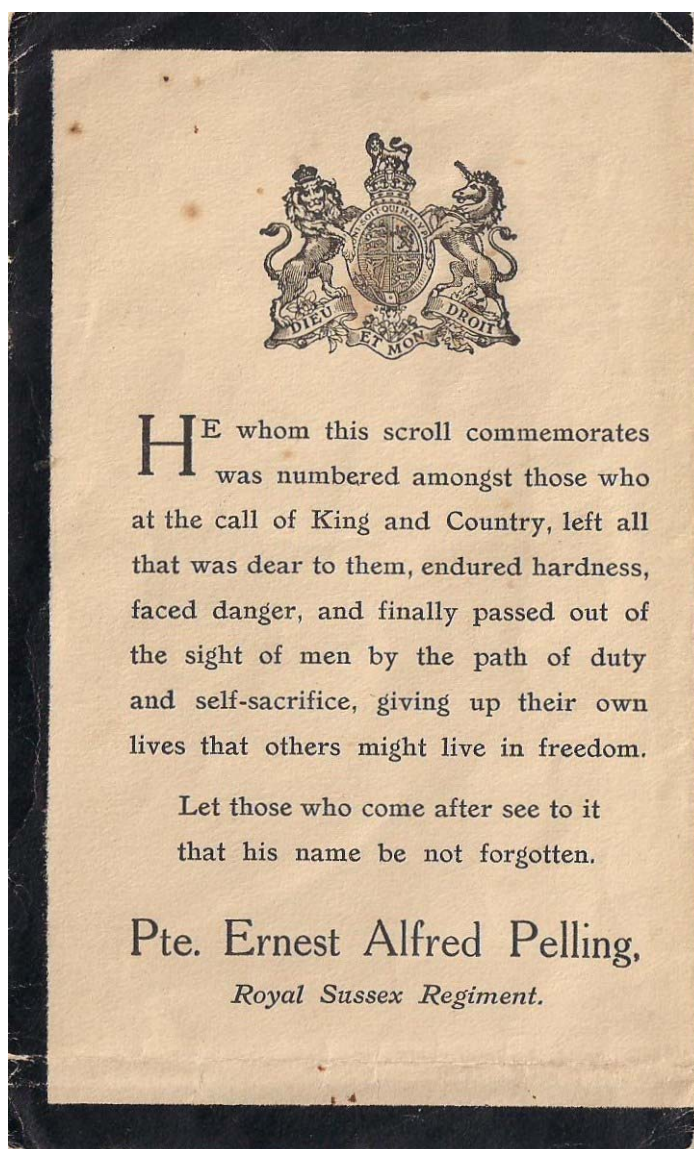 NI SOIT QUI MAL Y P
DIEU ET MON DROIT
HE whom this scroll commemorates
was numbered amongst those who
at the call of King and Country, left all
that was dear to them, endured hardness,
faced danger, and finally passed out of
the sight of men by the path of duty
and self-sacrifice, giving up their own
lives that others might live in freedom.
Let those who come after see to it
that his name be not forgotten.
Pte. Ernest Alfred Pelling,
Royal Sussex Regiment.